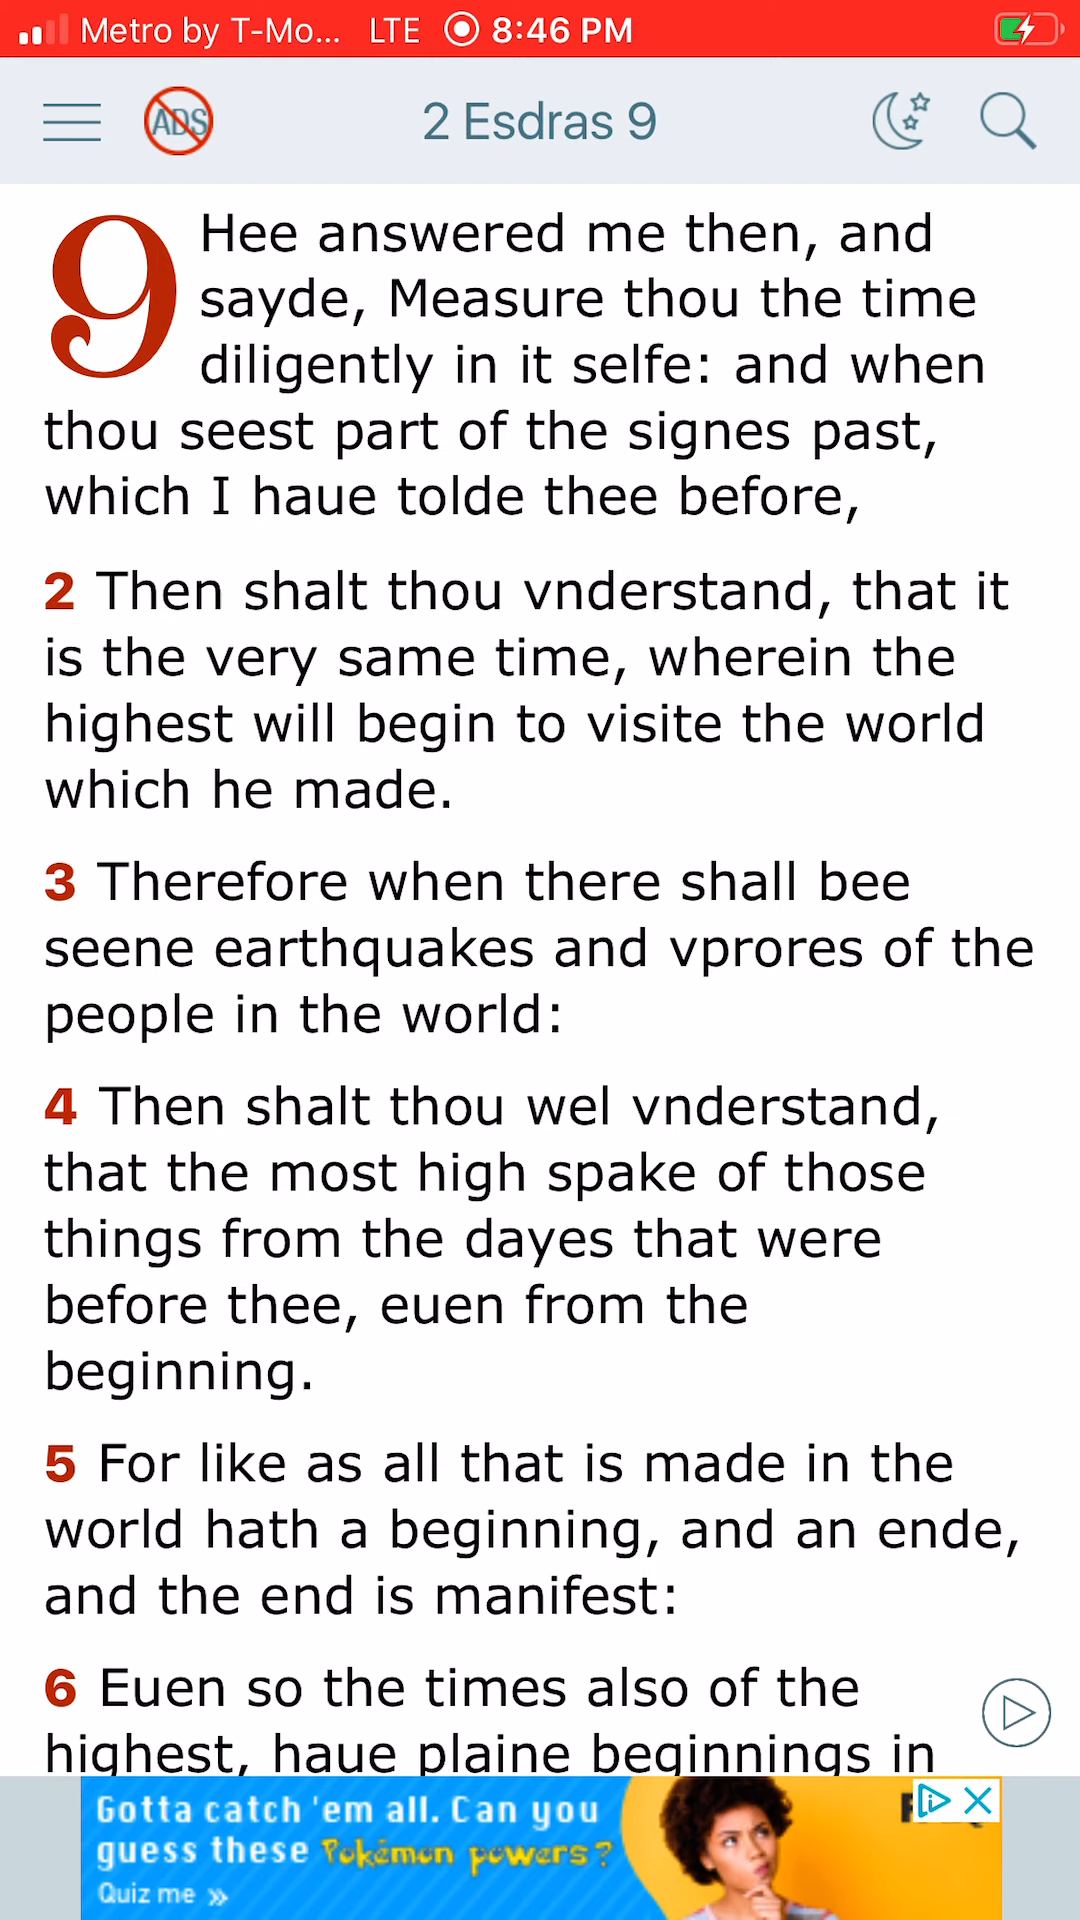 Metro by T-Mo... LTE 8:46 PM
ADS 2 Esdras 9
9 Hee answered me then, and
sayde, Measure thou the time
diligently in it selfe: and when
thou seest part of the signes past,
which I haue tolde thee before,
2 Then shalt thou vnderstand, that it
is the very same time, wherein the
highest will begin to visite the world
which he made.
3 Therefore when there shall bee
seene earthquakes and vprores of the
people in the world:
4 Then shalt thou wel vnderstand,
that the most high spake of those
things from the dayes that were
before thee, euen from the
beginning.
5 For like as all that is made in the
world hath a beginning, and an ende,
and the end is manifest:
6 Euen so the times also of the
highest, haue plaine beginnings in
Gotta catch 'em all. Can you
guess these Pokémon powers?
Quiz me »